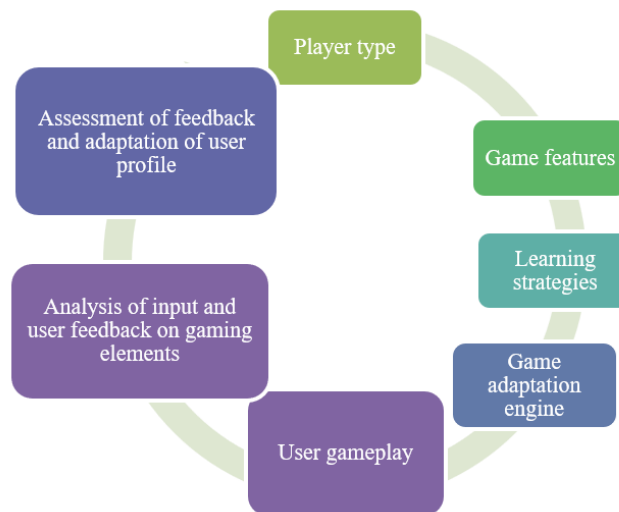 Player type
Game features
Learning
strategies
Game
adaptation
engine
User gameplay
Analysis of input and
user feedback on gaming
elements
Assessment of feedback
and adaptation of user
profile